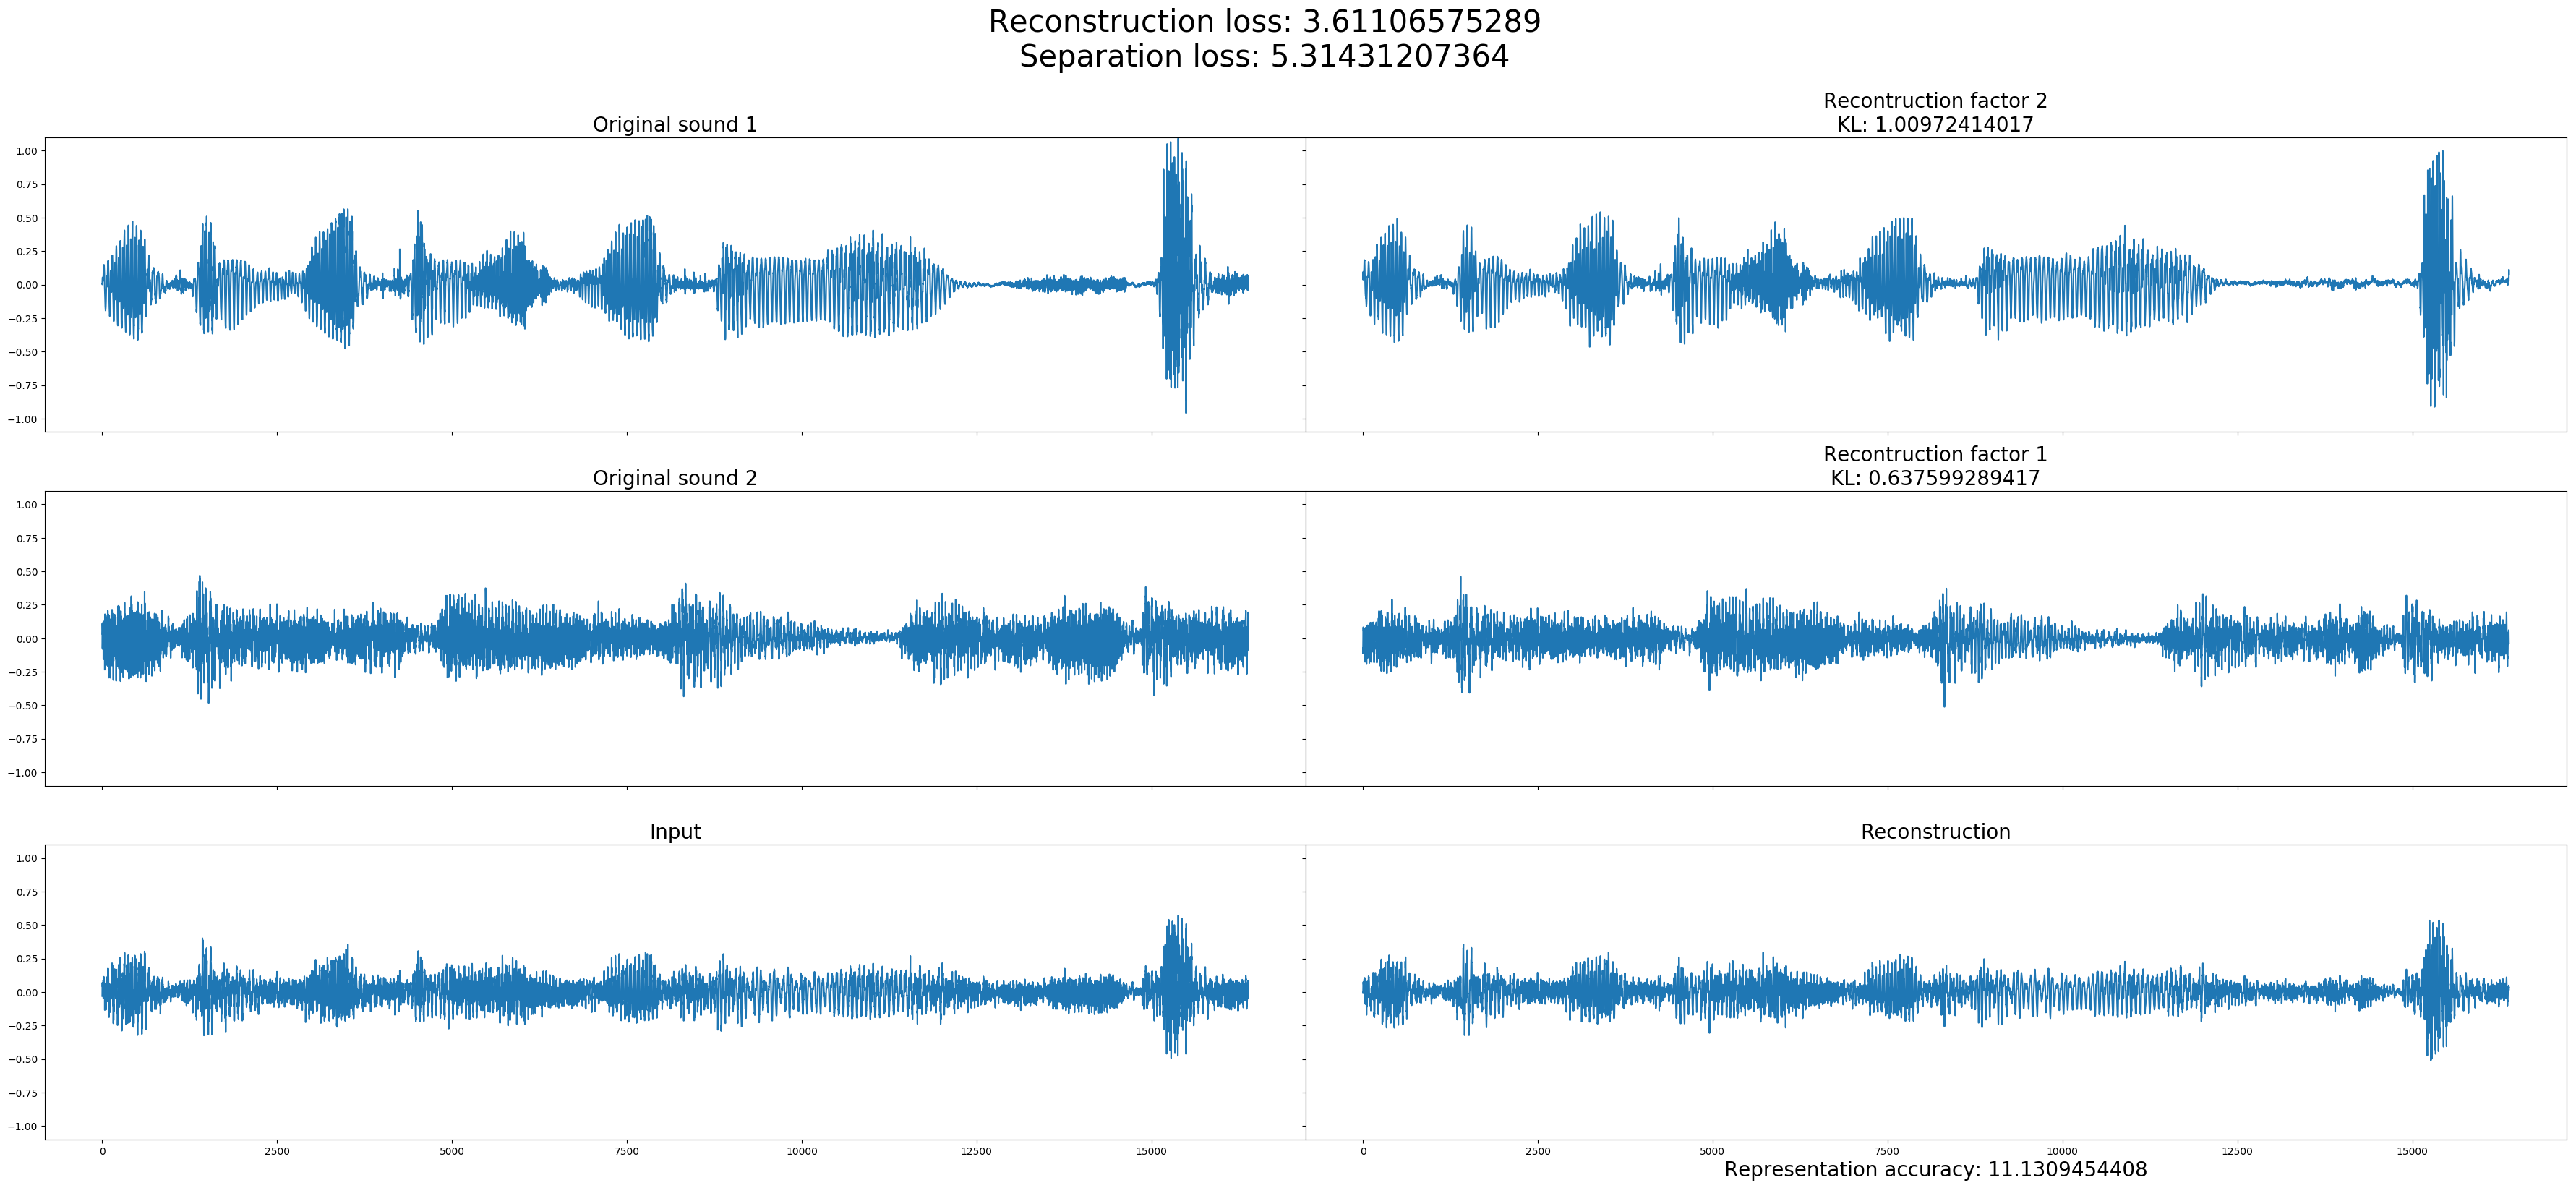 Reconstruction loss: 3.61106575289
Separation loss: 5.31431207364
Original sound 1
Recontruction factor 2
KL: 1.00972414017
1.00
0.75
0.50
0.25
0.00
−0.25
−0.50
−0.75
−1.00
Original sound 2
Recontruction factor 1
KL: 0.637599289417
1.00
0.75
0.50
0.25
0.00
−0.25
−0.50
−0.75
−1.00
Input
Reconstruction
1.00
0.75
0.50
0.25
0.00
−0.25
−0.50
−0.75
−1.00
0 2500 5000 7500 10000 12500 15000
0 2500 5000 7500 10000 12500 15000
Representation accuracy: 11.1309454408